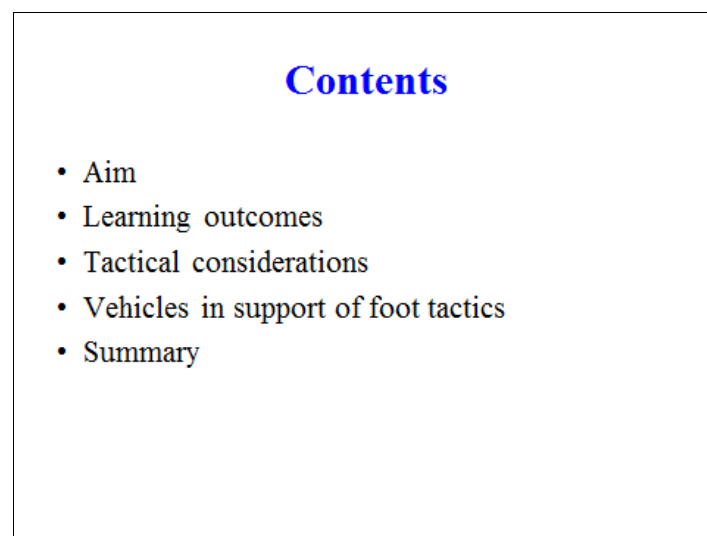 Contents
• Aim
• Learning outcomes
• Tactical considerations
• Vehicles in support of foot tactics
• Summary